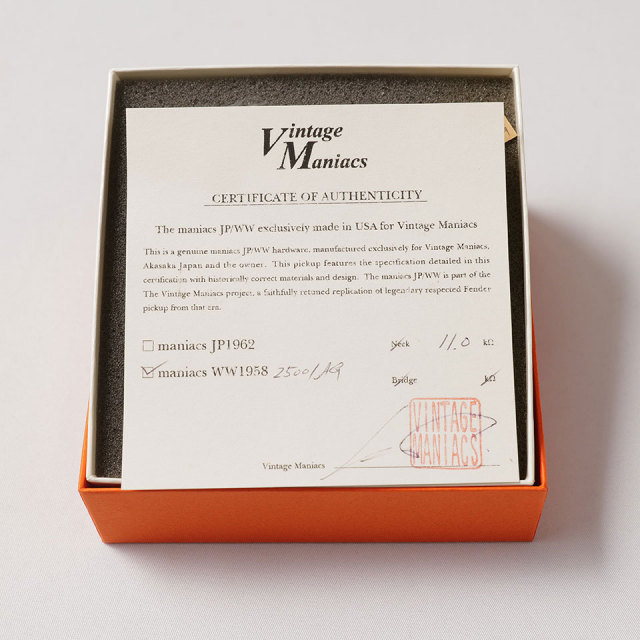 Vintage
Maniacs
CERTIFICATE OF AUTHENTICITY
The maniacs JP/WW exclusively made in USA for Vintage Maniacs
This is a genuine maniacs JP/WW hardware, manufactured exclusively for Vintage Maniacs,
Akasaka Japan and the owner. This pickup features the specification detailed in this
certification with historically correct materials and design. The maniacs JP/WW is part of the
The Vintage Maniacs project, a faithfully retuned replication of legendary respected Fender
pickup from that era.
maniacs JP1962
Neck 11.0 kΩ
maniacs WW1958
Bridge kΩ
VINTAGE
MANIACS
Vintage Maniacs